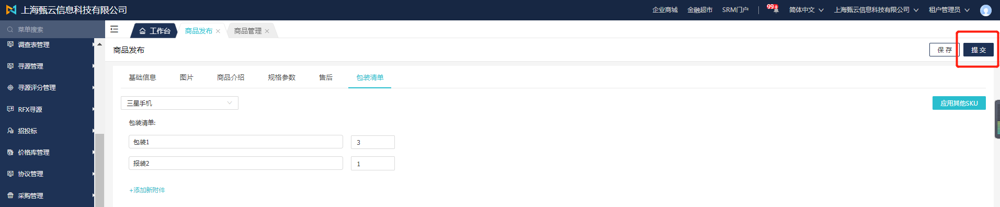 上海甄云信息科技有限公司
企业商城 金融超市 SRM门户 99+ 简体中文 上海甄云信息科技有限公司 租户管理员
菜单搜索
工作台 商品发布 商品管理
调查表管理
寻源管理
寻源评分管理
RFX寻源
招投标
价格库管理
协议管理
采购管理
商品发布
保存 提交
基础信息 图片 商品介绍 规格参数 售后 包装清单
三星手机 应用其他SKU
包装清单:
包装1 3
报装2 1
+添加新附件